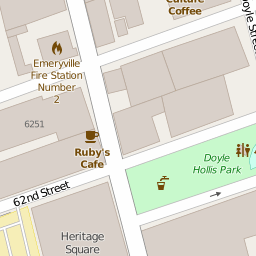 Culture
Coffee
Doyle Street
Emeryville
Fire Station
Number
2
6251
Ruby's
Cafe
Doyle
Hollis Park
62nd Street
Heritage
Square